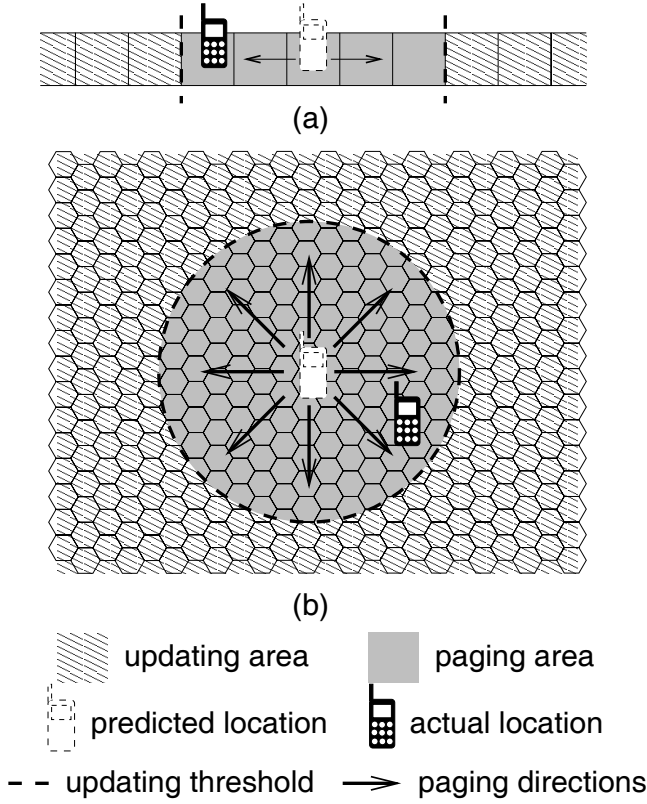 (a)
(b)
updating area
paging area
predicted location
actual location
updating threshold
paging directions